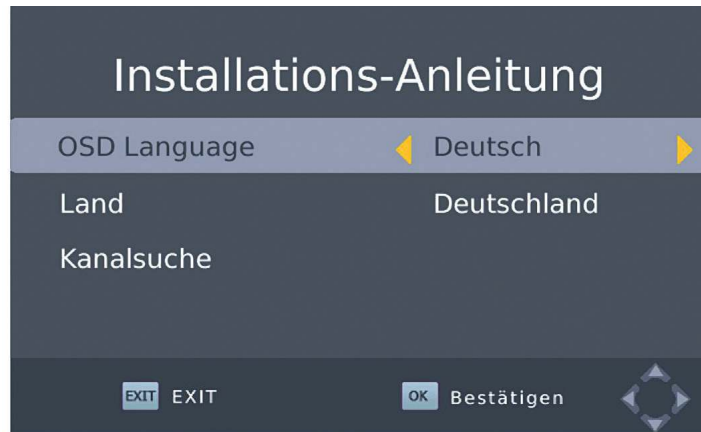 Installations-Anleitung
OSD Language Deutsch
Land Deutschland
Kanalsuche
EXIT EXIT OK Bestätigen